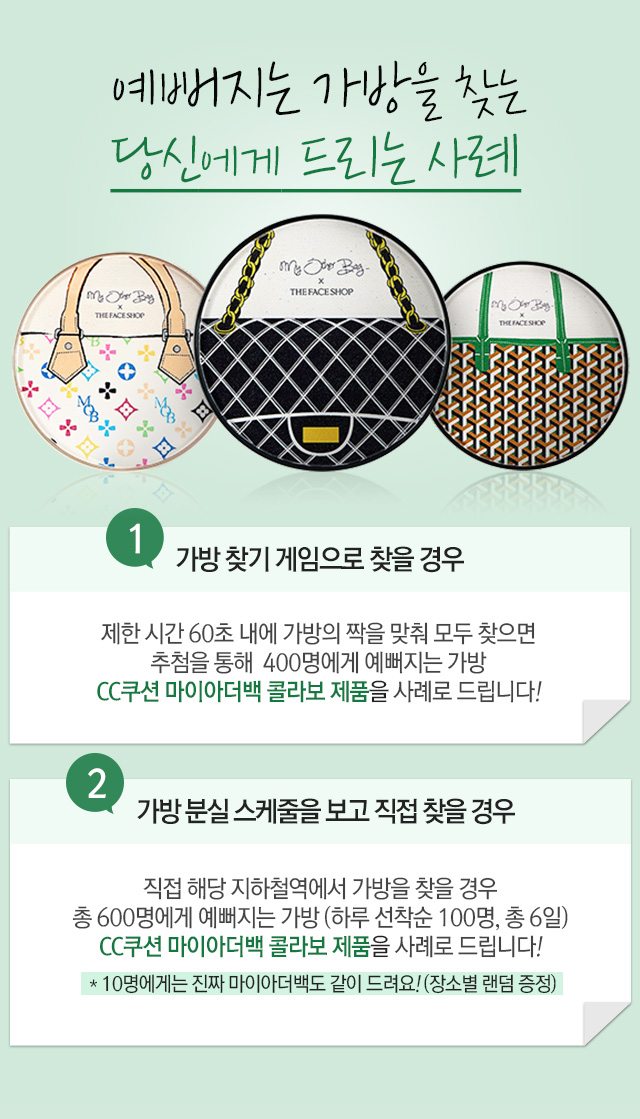 예뻐지는 가방을 찾는
당신에게 드리는 사례
My Other Bag
x
THE FACE SHOP
MOB
MOB
My Other Bag
x
THE FACE SHOP
My Other Bag
x
THE FACE SHOP
1
가방 찾기 게임으로 찾을 경우
제한 시간 60초 내에 가방의 짝을 맞춰 모두 찾으면
추첨을 통해 400명에게 예뻐지는 가방
CC쿠션 마이아더백 콜라보 제품을 사례로 드립니다!
2
가방 분실 스케줄을 보고 직접 찾을 경우
직접 해당 지하철역에서 가방을 찾을 경우
총 600명에게 예뻐지는 가방 (하루 선착순 100명, 총 6일)
CC쿠션 마이아더백 콜라보 제품을 사례로 드립니다!
* 10명에게는 진짜 마이아더백도 같이 드려요! (장소별 랜덤 증정)